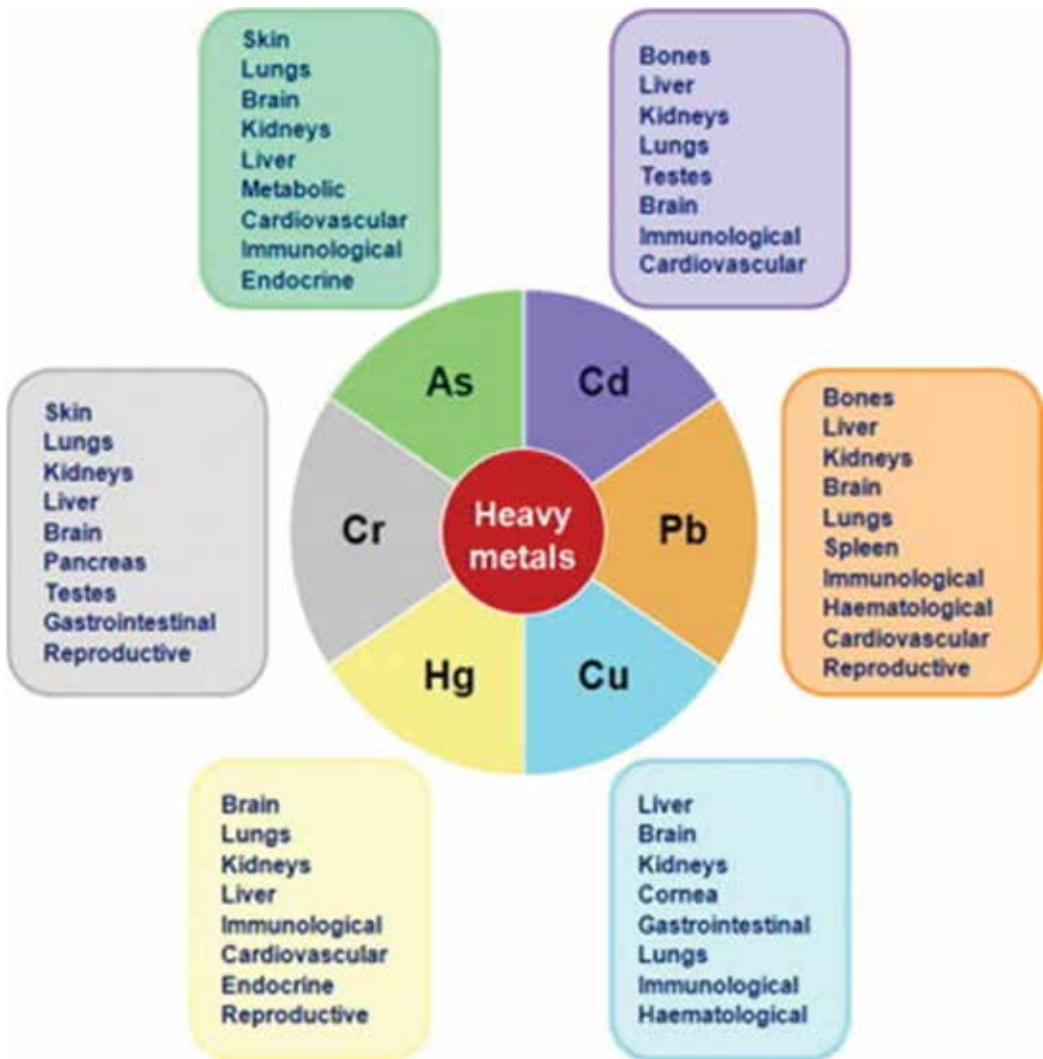 Skin
Lungs
Brain
Kidneys
Liver
Metabolic
Cardiovascular
Immunological
Endocrine
Bones
Liver
Kidneys
Lungs
Testes
Brain
Immunological
Cardiovascular
As
Cd
Skin
Lungs
Kidneys
Liver
Brain
Pancreas
Testes
Gastrointestinal
Reproductive
Cr
Heavy
metals
Pb
Bones
Liver
Kidneys
Brain
Lungs
Spleen
Immunological
Haematological
Cardiovascular
Reproductive
Hg
Cu
Brain
Lungs
Kidneys
Liver
Immunological
Cardiovascular
Endocrine
Reproductive
Liver
Brain
Kidneys
Cornea
Gastrointestinal
Lungs
Immunological
Haematological